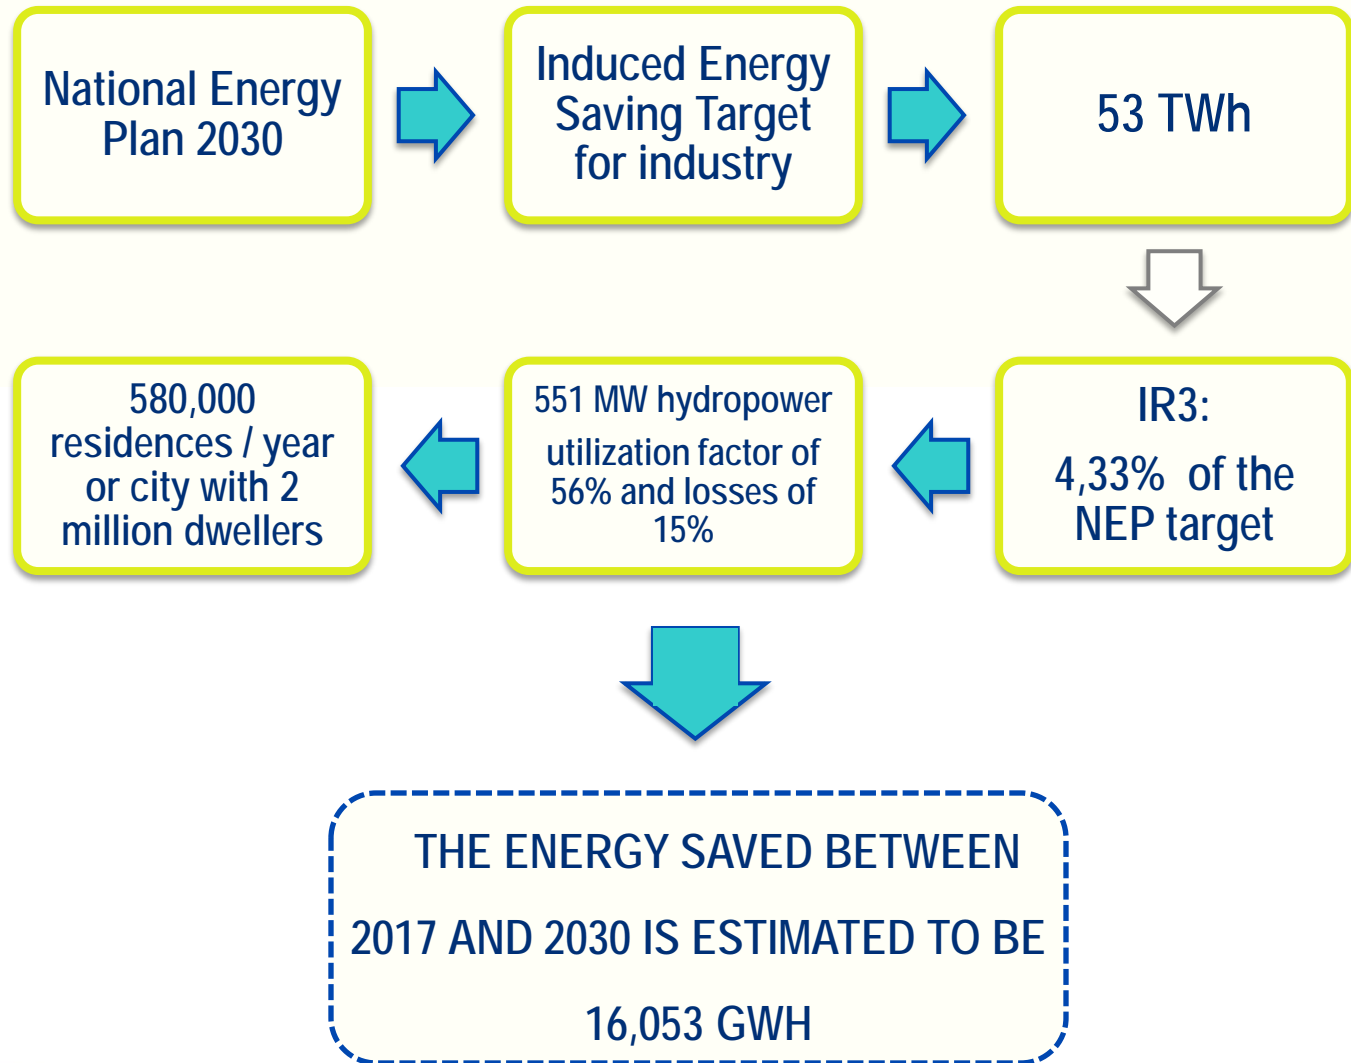 National Energy
Plan 2030
Induced Energy
Saving Target
for industry
53 TWh
580,000
residences / year
or city with 2
million dwellers
551 MW hydropower
utilization factor of
56% and losses of
15%
IR3:
4,33% of the
NEP target
THE ENERGY SAVED BETWEEN
2017 AND 2030 IS ESTIMATED TO BE
16,053 GWH